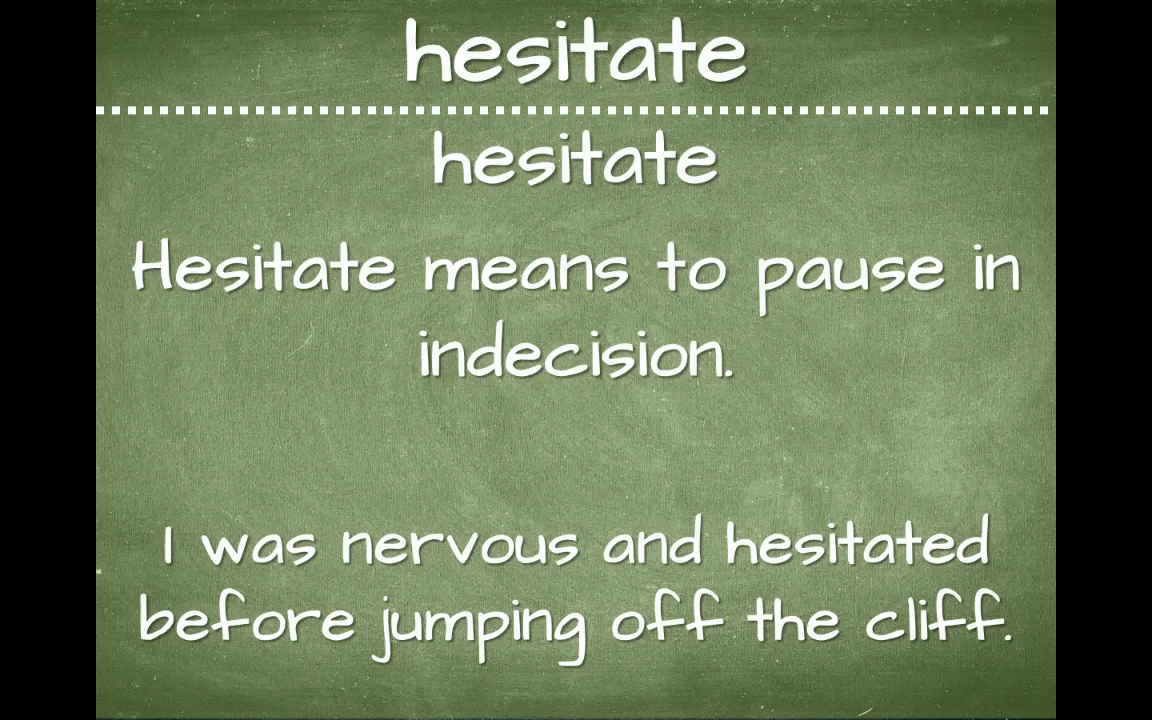 hesitate
hesitate
Hesitate means to pause in
indecision.
I was nervous and hesitated
before jumping off the cliff.